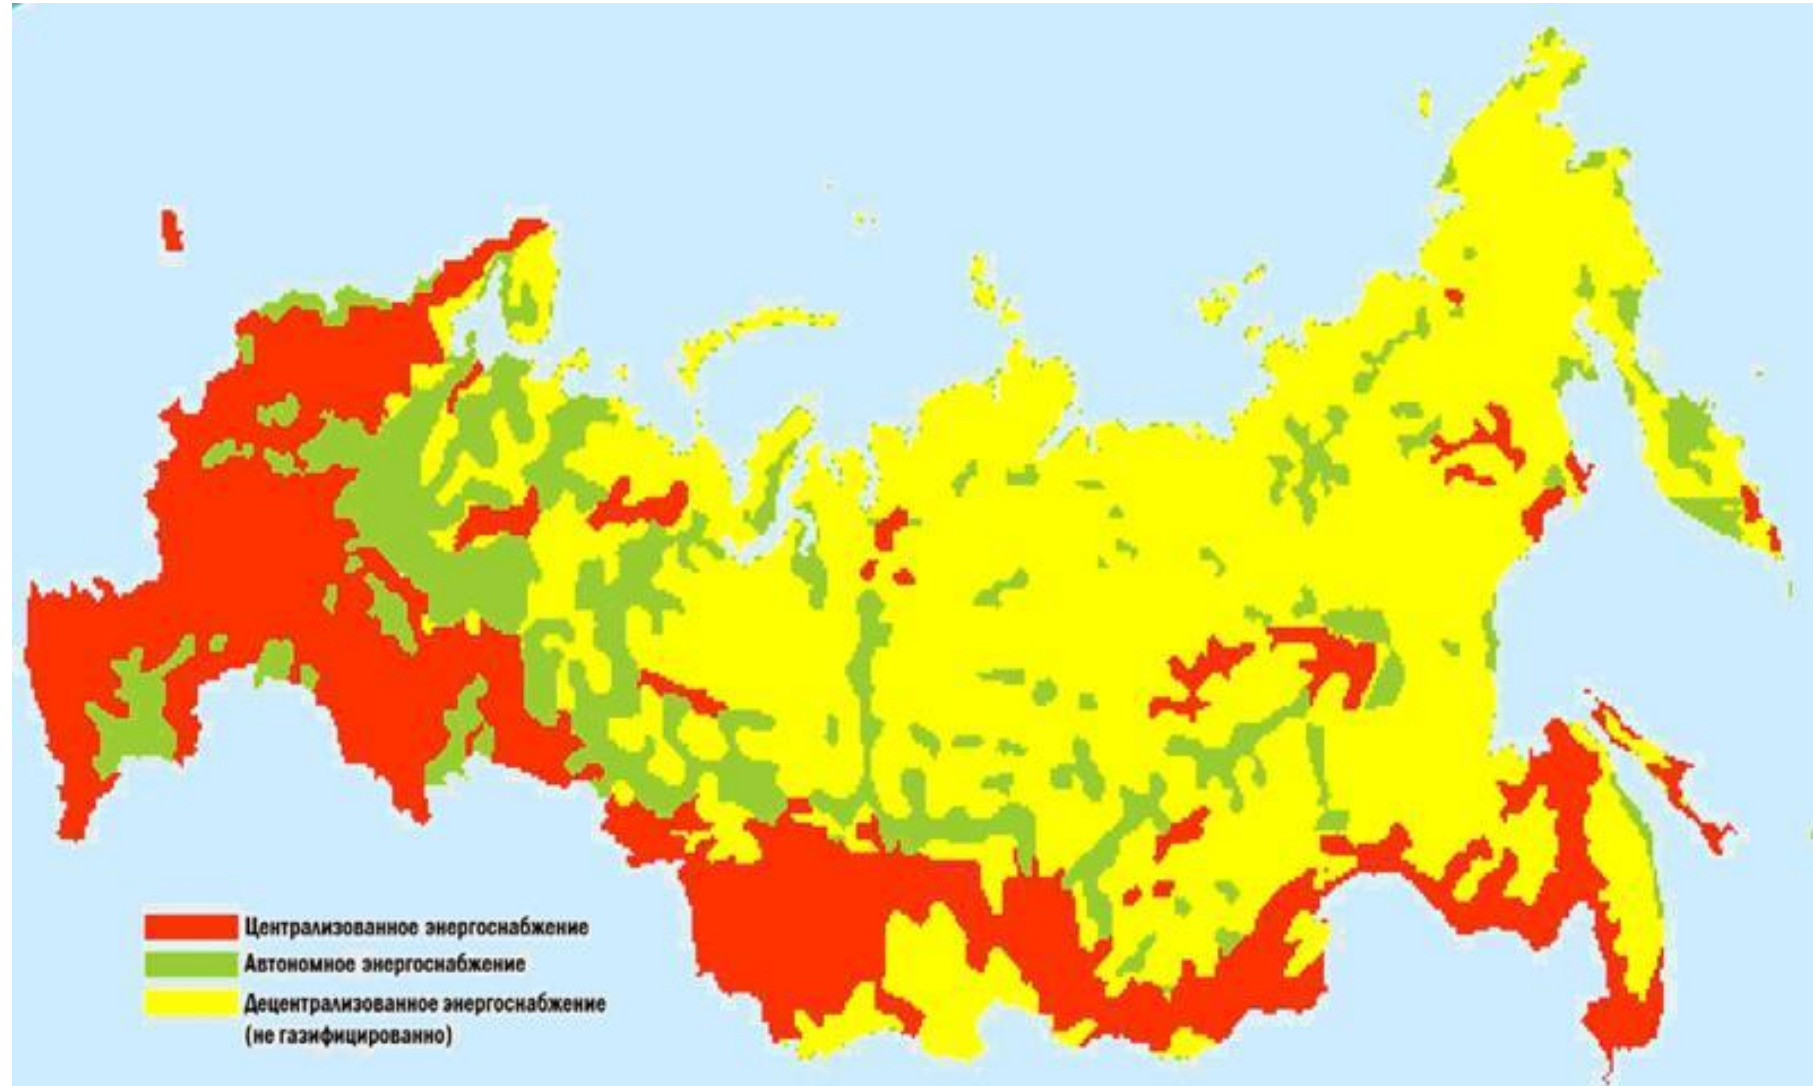 Централизованное энергоснабжение
Автономное энергоснабжение
Децентрализованное энергоснабжение
(не газифицированно)